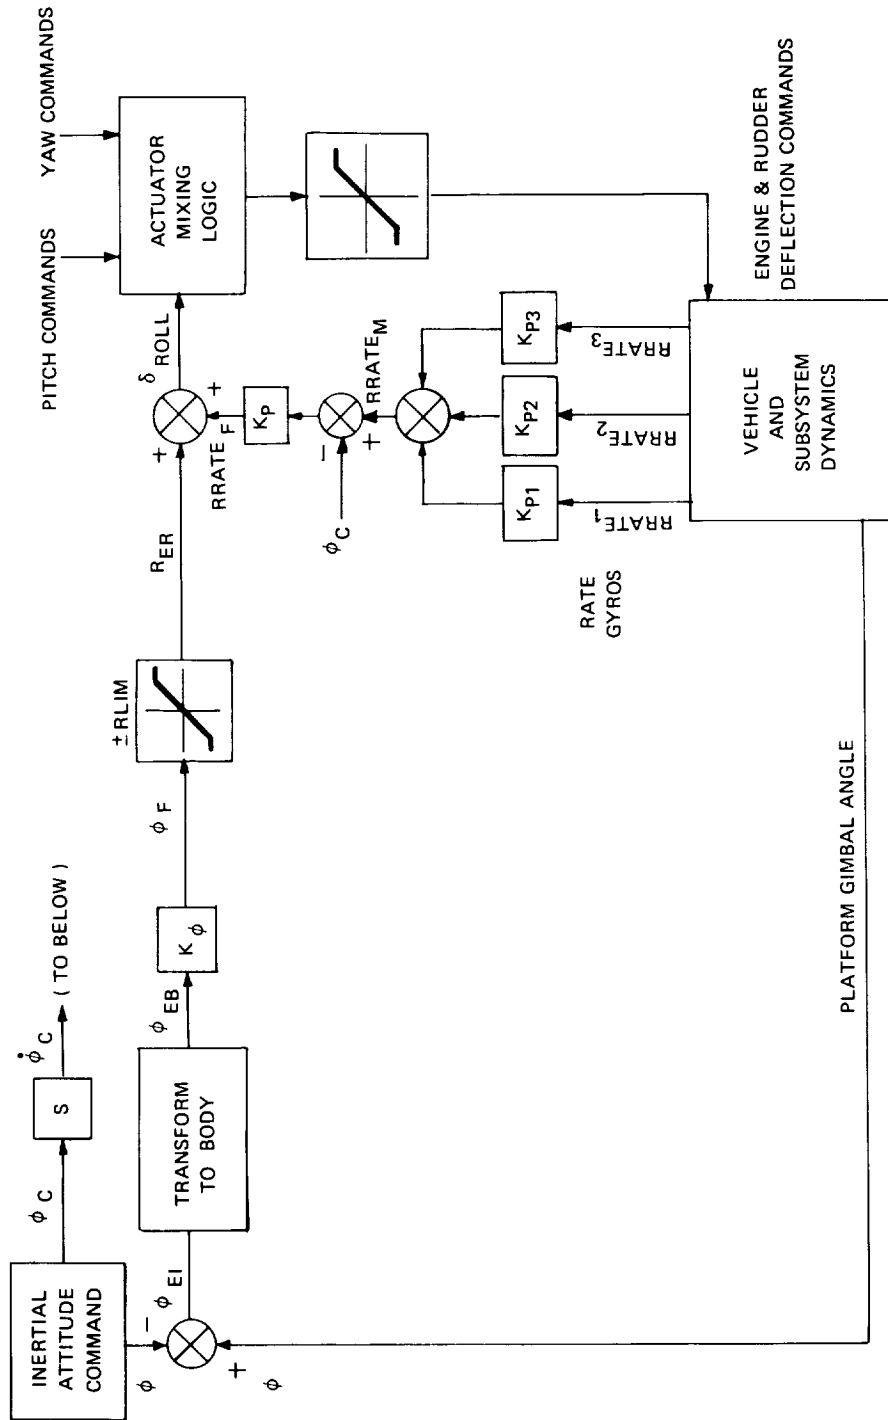 INERTIAL
ATTITUDE
COMMAND
ϕ C
S
ϕ̇ C
( TO BELOW )
ϕ
−
ϕ EI
+
ϕ
TRANSFORM
TO BODY
ϕ EB
K ϕ
ϕ F
± RLIM
R ER
+
+
δ ROLL
PITCH COMMANDS
YAW COMMANDS
ACTUATOR
MIXING
LOGIC
RRATE F
K P
−
ϕ C
+
RRATE M
K P1
K P2
K P3
RATE
GYROS
RRATE 1
RRATE 2
RRATE 3
VEHICLE
AND
SUBSYSTEM
DYNAMICS
ENGINE & RUDDER
DEFLECTION COMMANDS
PLATFORM GIMBAL ANGLE